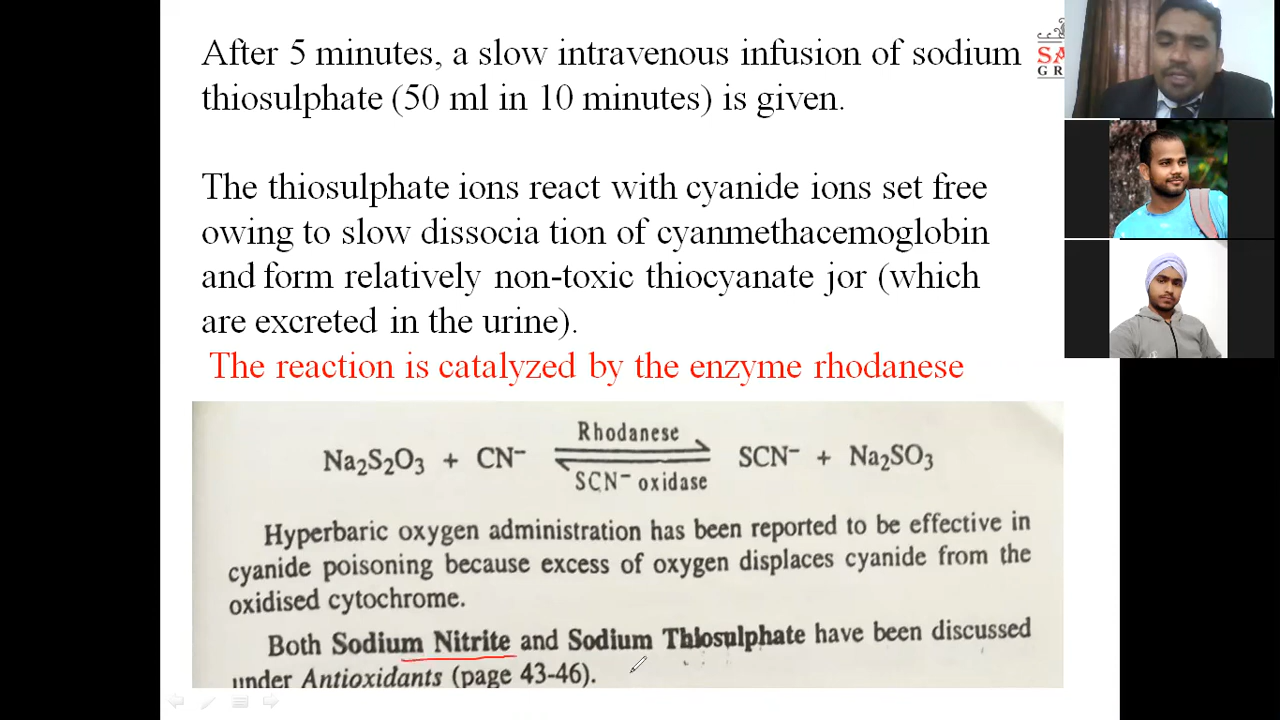 After 5 minutes, a slow intravenous infusion of sodium
thiosulphate (50 ml in 10 minutes) is given.
The thiosulphate ions react with cyanide ions set free
owing to slow dissocia tion of cyanmethacemoglobin
and form relatively non-toxic thiocyanate jor (which
are excreted in the urine).
The reaction is catalyzed by the enzyme rhodanese
Rhodanese
Na₂S₂O₃ + CN⁻ ⇌ SCN⁻ + Na₂SO₃
SCN⁻ oxidase
Hyperbaric oxygen administration has been reported to be effective in
cyanide poisoning because excess of oxygen displaces cyanide from the
oxidised cytochrome.
Both Sodium Nitrite and Sodium Thiosulphate have been discussed
under Antioxidants (page 43-46).
SA
GR